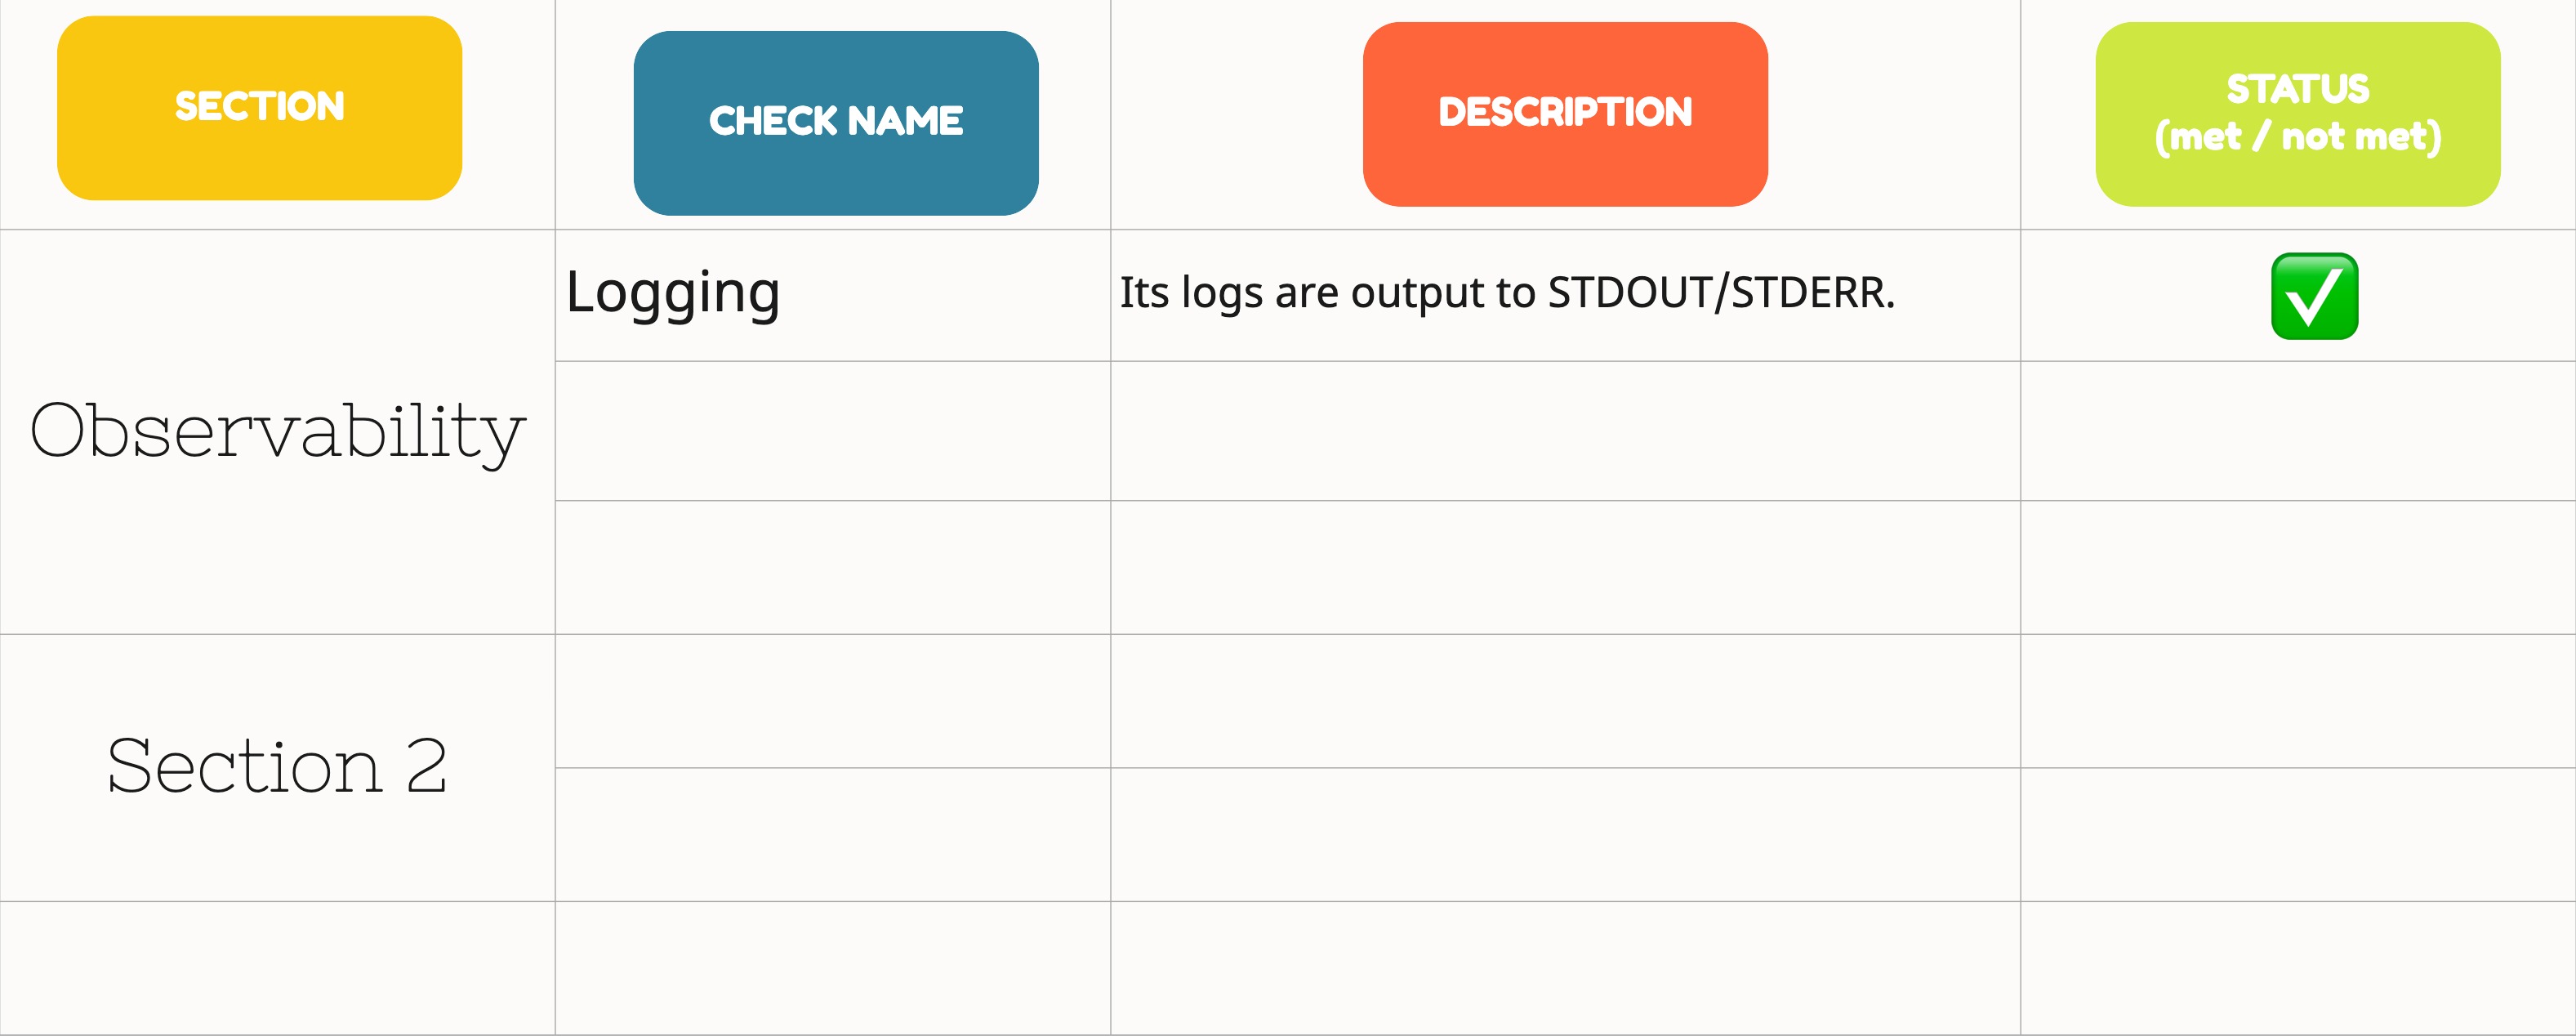 SECTION
CHECK NAME
DESCRIPTION
STATUS
(met / not met)
Observability
Logging
Its logs are output to STDOUT/STDERR.
Section 2